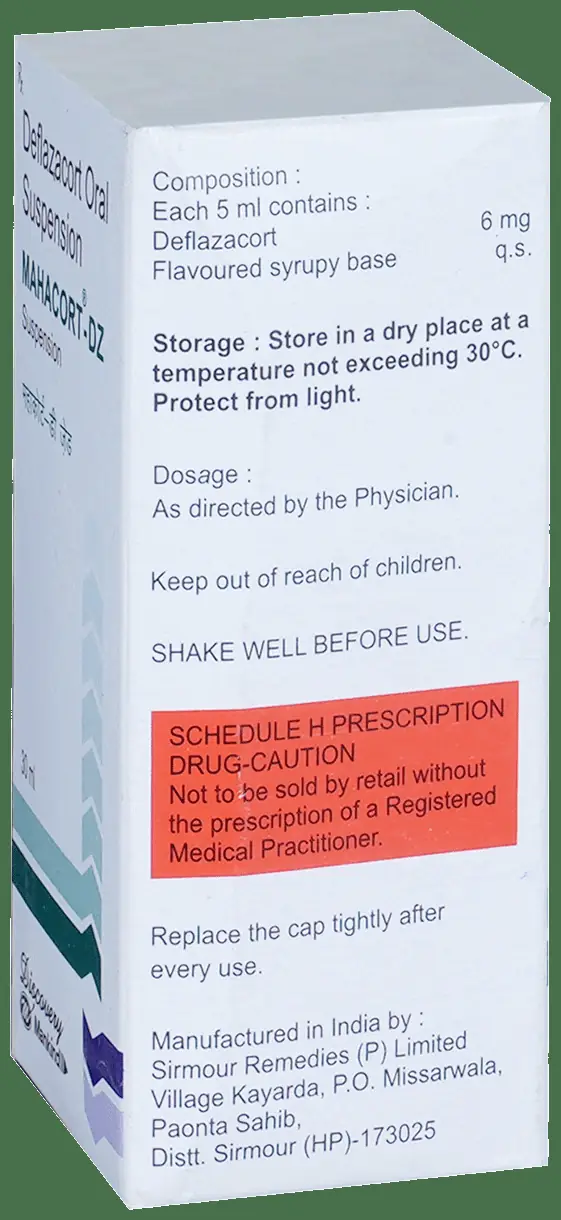 Rx
Deflazacort Oral
Suspension
MAHACORT®-DZ
Suspension
महाकोर्ट-डी जेड
30 ml
Discovery
Mankind
Composition :
Each 5 ml contains :
Deflazacort 6 mg
Flavoured syrupy base q.s.
Storage : Store in a dry place at a
temperature not exceeding 30°C.
Protect from light.
Dosage :
As directed by the Physician.
Keep out of reach of children.
SHAKE WELL BEFORE USE.
SCHEDULE H PRESCRIPTION
DRUG-CAUTION
Not to be sold by retail without
the prescription of a Registered
Medical Practitioner.
Replace the cap tightly after
every use.
Manufactured in India by :
Sirmour Remedies (P) Limited
Village Kayarda, P.O. Missarwala,
Paonta Sahib,
Distt. Sirmour (HP)-173025